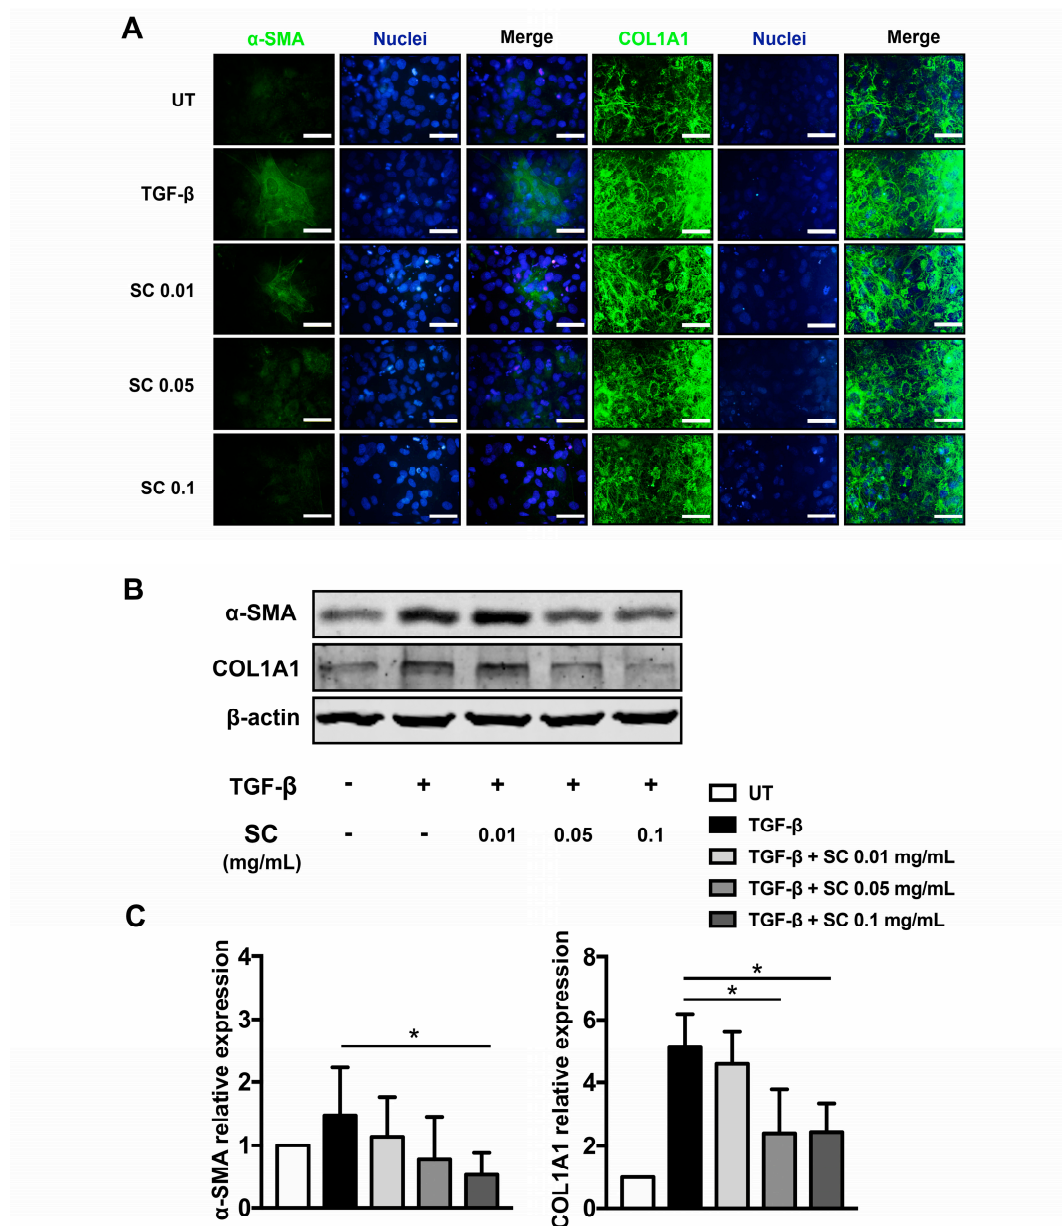 A
α-SMA Nuclei Merge COL1A1 Nuclei Merge
UT
TGF-β
SC 0.01
SC 0.05
SC 0.1
B
α-SMA
COL1A1
β-actin
TGF-β - + + + +
SC - - 0.01 0.05 0.1
(mg/mL)
UT
TGF-β
TGF-β + SC 0.01 mg/mL
TGF-β + SC 0.05 mg/mL
TGF-β + SC 0.1 mg/mL
C
α-SMA relative expression
4
3
2
1
0
*
COL1A1 relative expression
8
6
4
2
0
*
*